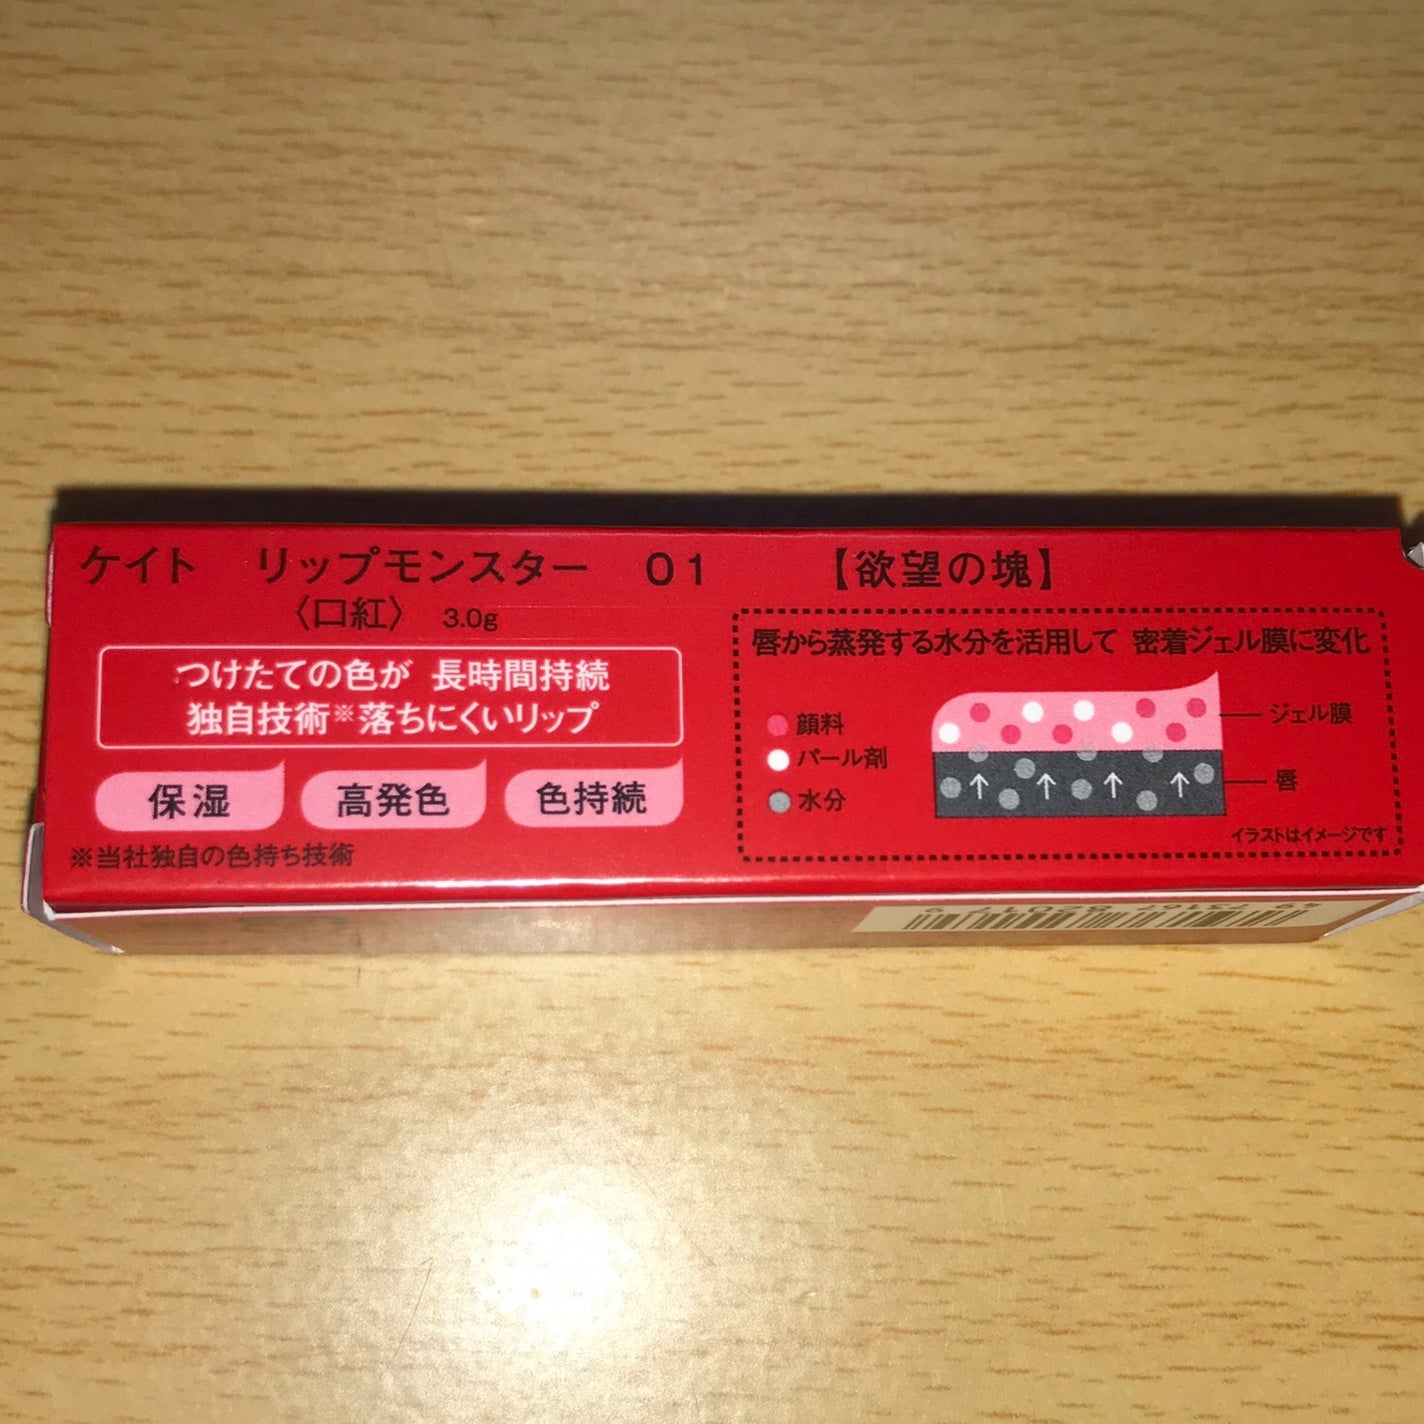 ケイト リップモンスター 01 【欲望の塊】
〈口紅〉 3.0g
つけたての色が 長時間持続
独自技術※落ちにくいリップ
保湿 高発色 色持続
※当社独自の色持ち技術
唇から蒸発する水分を活用して 密着ジェル膜に変化
顔料
パール剤
水分
ジェル膜
唇
イラストはイメージです